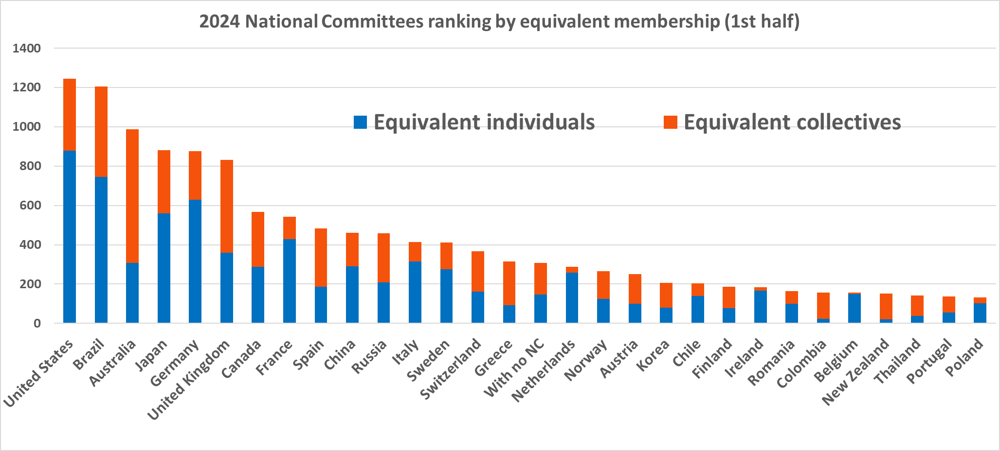 2024 National Committees ranking by equivalent membership (1st half)
1400
1200
1000
800
600
400
200
0
Equivalent individuals
Equivalent collectives
United States
Brazil
Australia
Japan
Germany
United Kingdom
Canada
France
Spain
China
Russia
Italy
Sweden
Switzerland
Greece
With no NC
Netherlands
Norway
Austria
Korea
Chile
Finland
Ireland
Romania
Colombia
Belgium
New Zealand
Thailand
Portugal
Poland